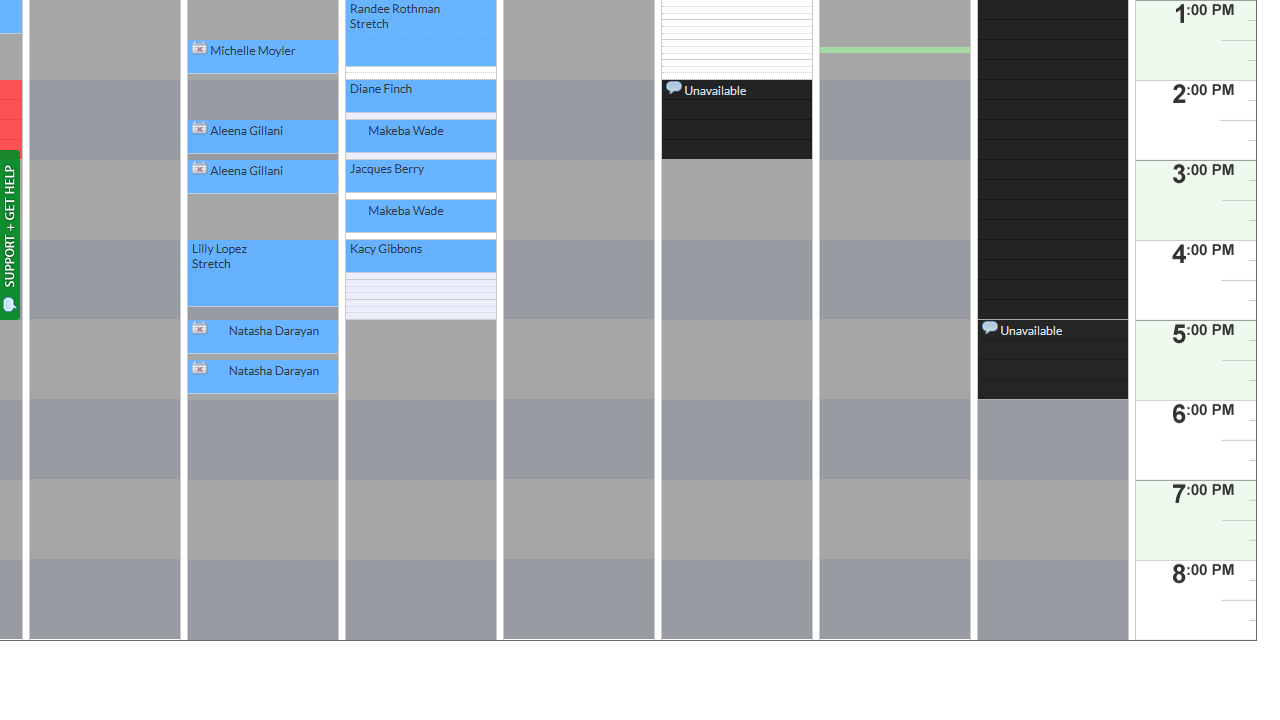 Randee Rothman
Stretch
Michelle Moyler
Diane Finch
Unavailable
Aleena Gillani
Makeba Wade
Aleena Gillani
Jacques Berry
Makeba Wade
Lilly Lopez
Stretch
Kacy Gibbons
Natasha Darayan
Unavailable
Natasha Darayan
SUPPORT + GET HELP
1:00 PM
2:00 PM
3:00 PM
4:00 PM
5:00 PM
6:00 PM
7:00 PM
8:00 PM